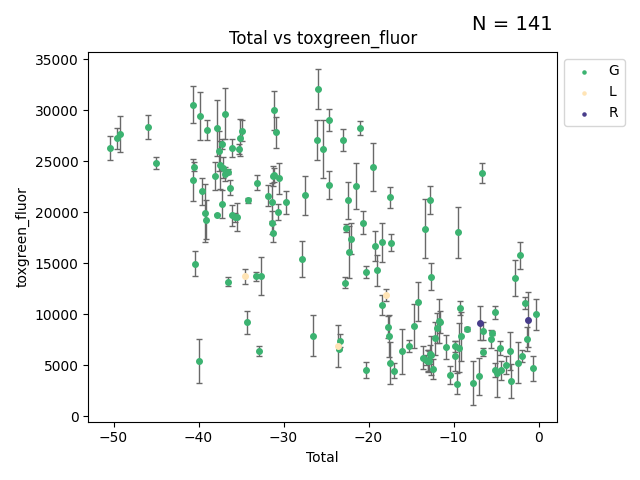 N = 141
Total vs toxgreen_fluor
35000
30000
25000
20000
15000
10000
5000
0
toxgreen_fluor
−50
−40
−30
−20
−10
0
Total
G
L
R